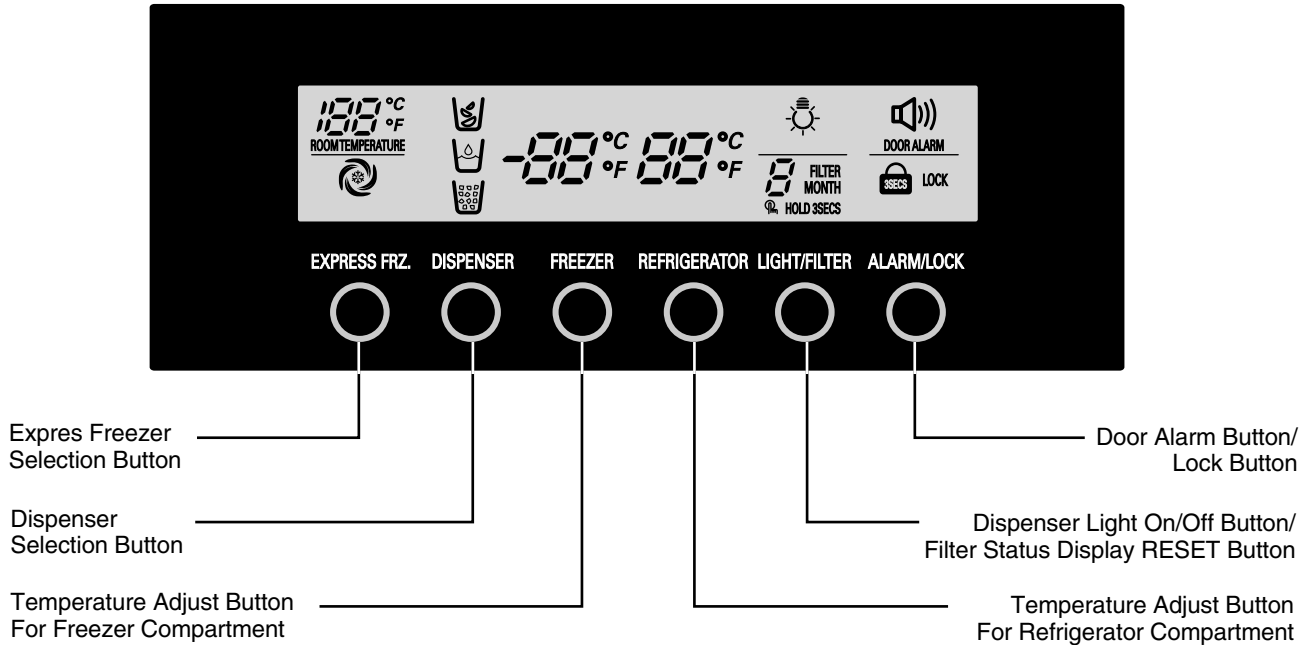 188 °C
°F
ROOM TEMPERATURE
-88 °C
°F
88 °C
°F
8 FILTER
MONTH
HOLD 3SECS
DOOR ALARM
3SECS LOCK
EXPRESS FRZ. DISPENSER FREEZER REFRIGERATOR LIGHT/FILTER ALARM/LOCK
Expres Freezer
Selection Button
Dispenser
Selection Button
Temperature Adjust Button
For Freezer Compartment
Door Alarm Button/
Lock Button
Dispenser Light On/Off Button/
Filter Status Display RESET Button
Temperature Adjust Button
For Refrigerator Compartment